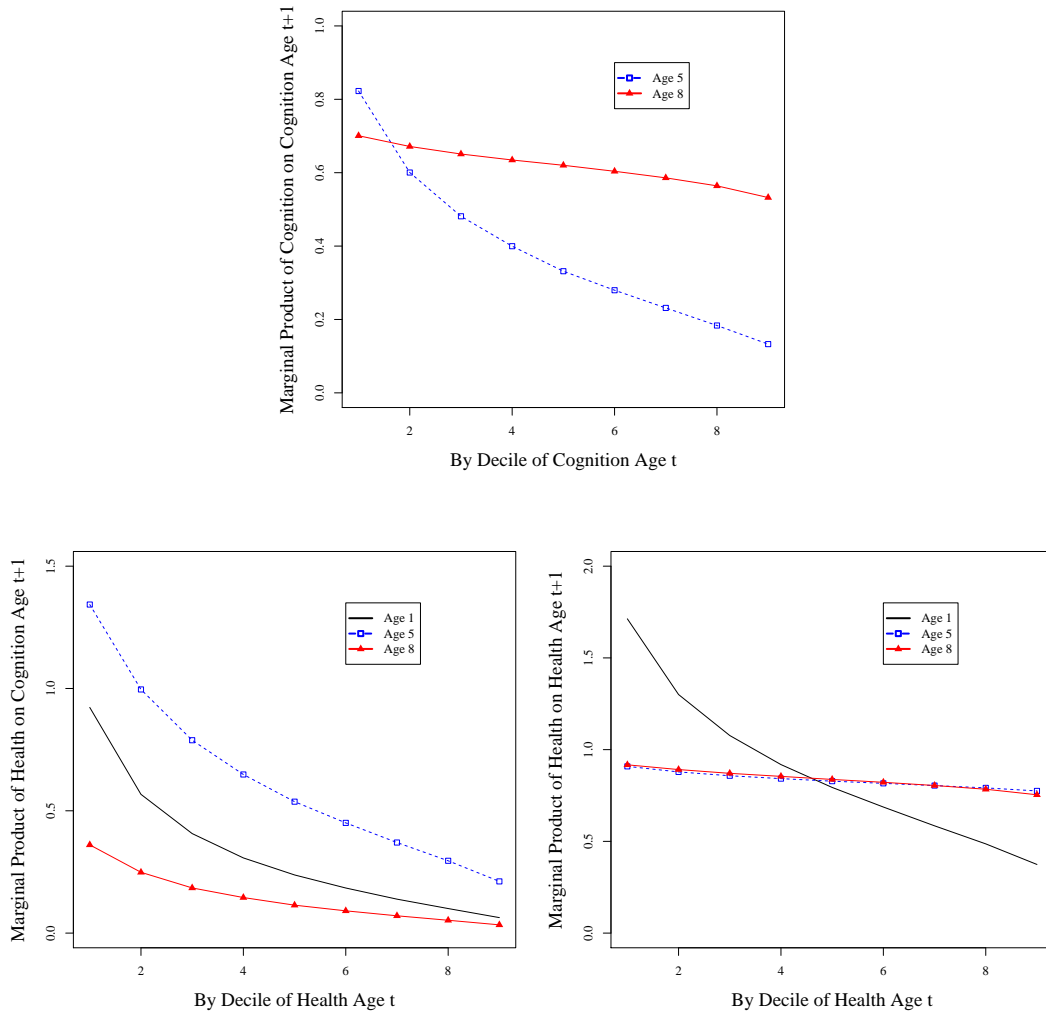 Marginal Product of Cognition on Cognition Age t+1
1.0
0.8
0.6
0.4
0.2
0.0
Age 5
Age 8
2 4 6 8
By Decile of Cognition Age t
Marginal Product of Health on Cognition Age t+1
1.5
1.0
0.5
0.0
Age 1
Age 5
Age 8
2 4 6 8
By Decile of Health Age t
Marginal Product of Health on Health Age t+1
2.0
1.5
1.0
0.5
0.0
Age 1
Age 5
Age 8
2 4 6 8
By Decile of Health Age t